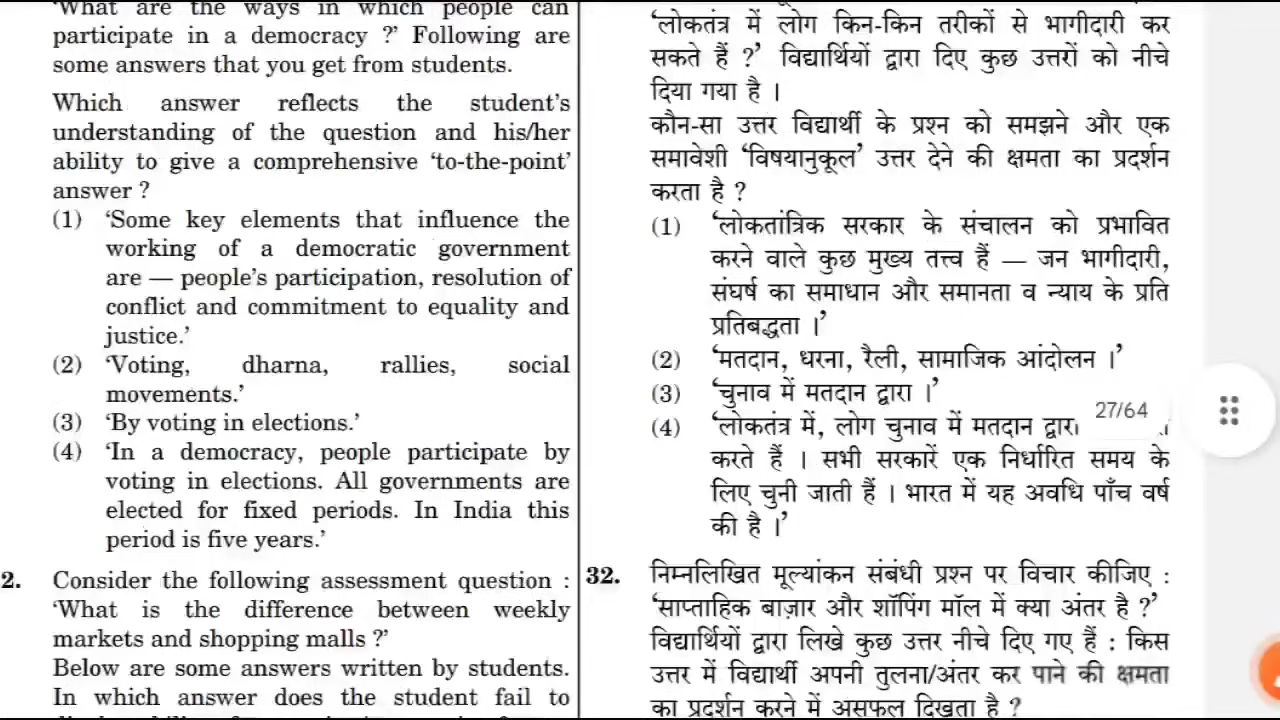 'What are the ways in which people can
participate in a democracy ?' Following are
some answers that you get from students.
Which answer reflects the student's
understanding of the question and his/her
ability to give a comprehensive 'to-the-point'
answer ?
(1) 'Some key elements that influence the
working of a democratic government
are — people's participation, resolution of
conflict and commitment to equality and
justice.'
(2) 'Voting, dharna, rallies, social
movements.'
(3) 'By voting in elections.'
(4) 'In a democracy, people participate by
voting in elections. All governments are
elected for fixed periods. In India this
period is five years.'
2. Consider the following assessment question :
'What is the difference between weekly
markets and shopping malls ?'
Below are some answers written by students.
In which answer does the student fail to
'लोकतंत्र में लोग किन-किन तरीकों से भागीदारी कर
सकते हैं ?' विद्यार्थियों द्वारा दिए कुछ उत्तरों को नीचे
दिया गया है ।
कौन-सा उत्तर विद्यार्थी के प्रश्न को समझने और एक
समावेशी 'विषयानुकूल' उत्तर देने की क्षमता का प्रदर्शन
करता है ?
(1) 'लोकतांत्रिक सरकार के संचालन को प्रभावित
करने वाले कुछ मुख्य तत्त्व हैं — जन भागीदारी,
संघर्ष का समाधान और समानता व न्याय के प्रति
प्रतिबद्धता ।'
(2) 'मतदान, धरना, रैली, सामाजिक आंदोलन ।'
(3) 'चुनाव में मतदान द्वारा ।'
(4) 'लोकतंत्र में, लोग चुनाव में मतदान द्वारा
करते हैं । सभी सरकारें एक निर्धारित समय के
लिए चुनी जाती हैं । भारत में यह अवधि पाँच वर्ष
की है ।'
32. निम्नलिखित मूल्यांकन संबंधी प्रश्न पर विचार कीजिए :
'साप्ताहिक बाज़ार और शॉपिंग मॉल में क्या अंतर है ?'
विद्यार्थियों द्वारा लिखे कुछ उत्तर नीचे दिए गए हैं : किस
उत्तर में विद्यार्थी अपनी तुलना/अंतर कर पाने की क्षमता
का प्रदर्शन करने में असफल दिखता है ?
27/64